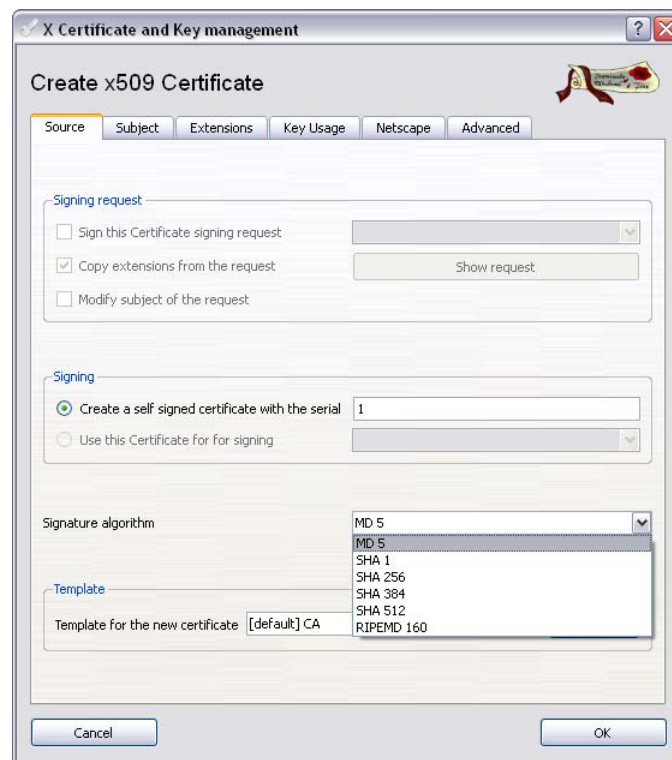 X Certificate and Key management
Create x509 Certificate
Source Subject Extensions Key Usage Netscape Advanced
Signing request
Sign this Certificate signing request
Copy extensions from the request Show request
Modify subject of the request
Signing
Create a self signed certificate with the serial 1
Use this Certificate for for signing
Signature algorithm MD 5
MD 5
SHA 1
SHA 256
SHA 384
SHA 512
RIPEMD 160
Template
Template for the new certificate [default] CA
Cancel OK